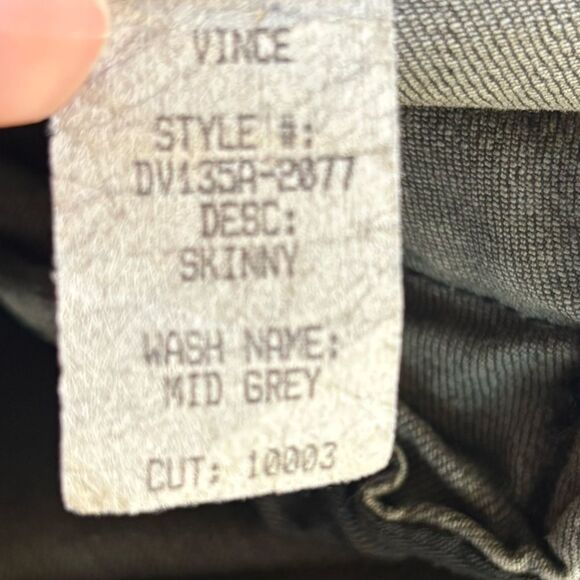 VINCE
STYLE #:
DV135A-2077
DESC:
SKINNY
WASH NAME:
MID GREY
CUT: 10003